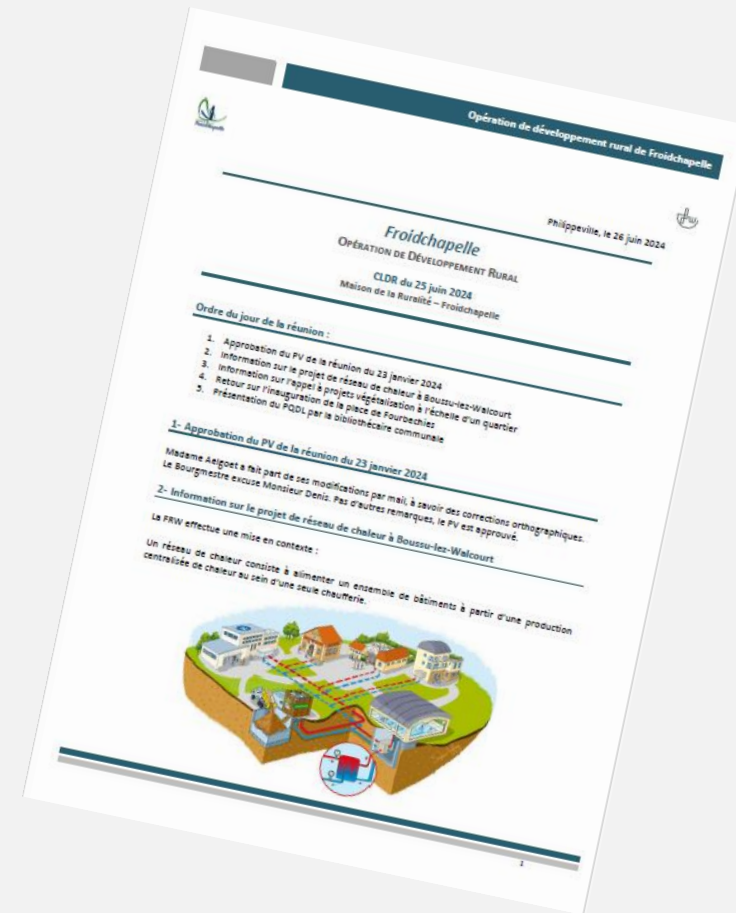 Opération de développement rural de Froidchapelle
Froidchapelle
Philippeville, le 26 juin 2024
Froidchapelle
OPÉRATION DE DÉVELOPPEMENT RURAL
CLDR du 25 juin 2024
Maison de la Ruralité – Froidchapelle
Ordre du jour de la réunion :
1. Approbation du PV de la réunion du 23 janvier 2024
2. Information sur le projet de réseau de chaleur à Boussu-lez-Walcourt
3. Information sur l'appel à projets végétalisation à l'échelle d'un quartier
4. Retour sur l'inauguration de la place de Fourbechies
5. Présentation du PQDL par la bibliothécaire communale
1- Approbation du PV de la réunion du 23 janvier 2024
Madame Aelgoet a fait part de ses modifications par mail, à savoir des corrections orthographiques.
Le Bourgmestre excuse Monsieur Denis. Pas d'autres remarques, le PV est approuvé.
2- Information sur le projet de réseau de chaleur à Boussu-lez-Walcourt
La FRW effectue une mise en contexte :
Un réseau de chaleur consiste à alimenter un ensemble de bâtiments à partir d'une production
centralisée de chaleur au sein d'une seule chaufferie.
1